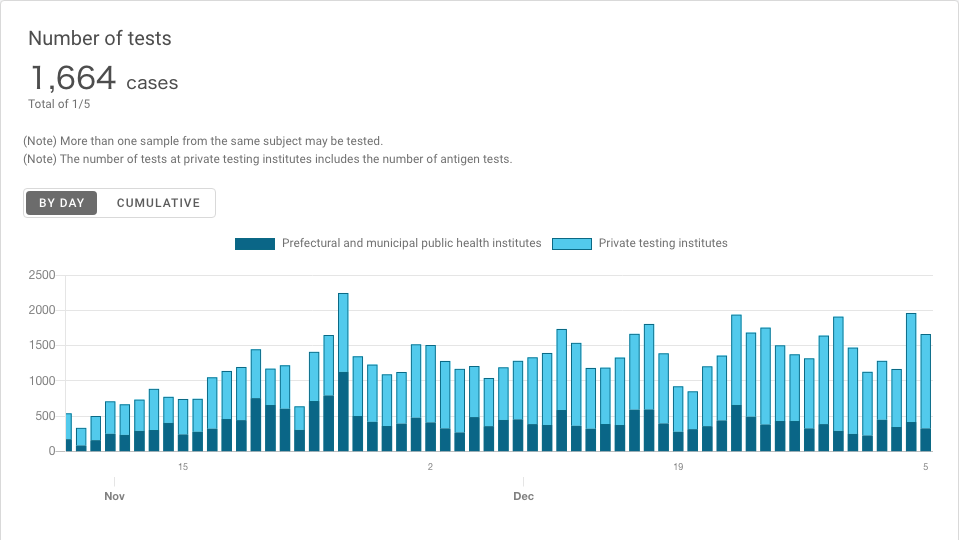 Number of tests
1,664 cases
Total of 1/5
(Note) More than one sample from the same subject may be tested.
(Note) The number of tests at private testing institutes includes the number of antigen tests.
BY DAY CUMULATIVE
Prefectural and municipal public health institutes Private testing institutes
2500
2000
1500
1000
500
0
15 2 19 5
Nov Dec